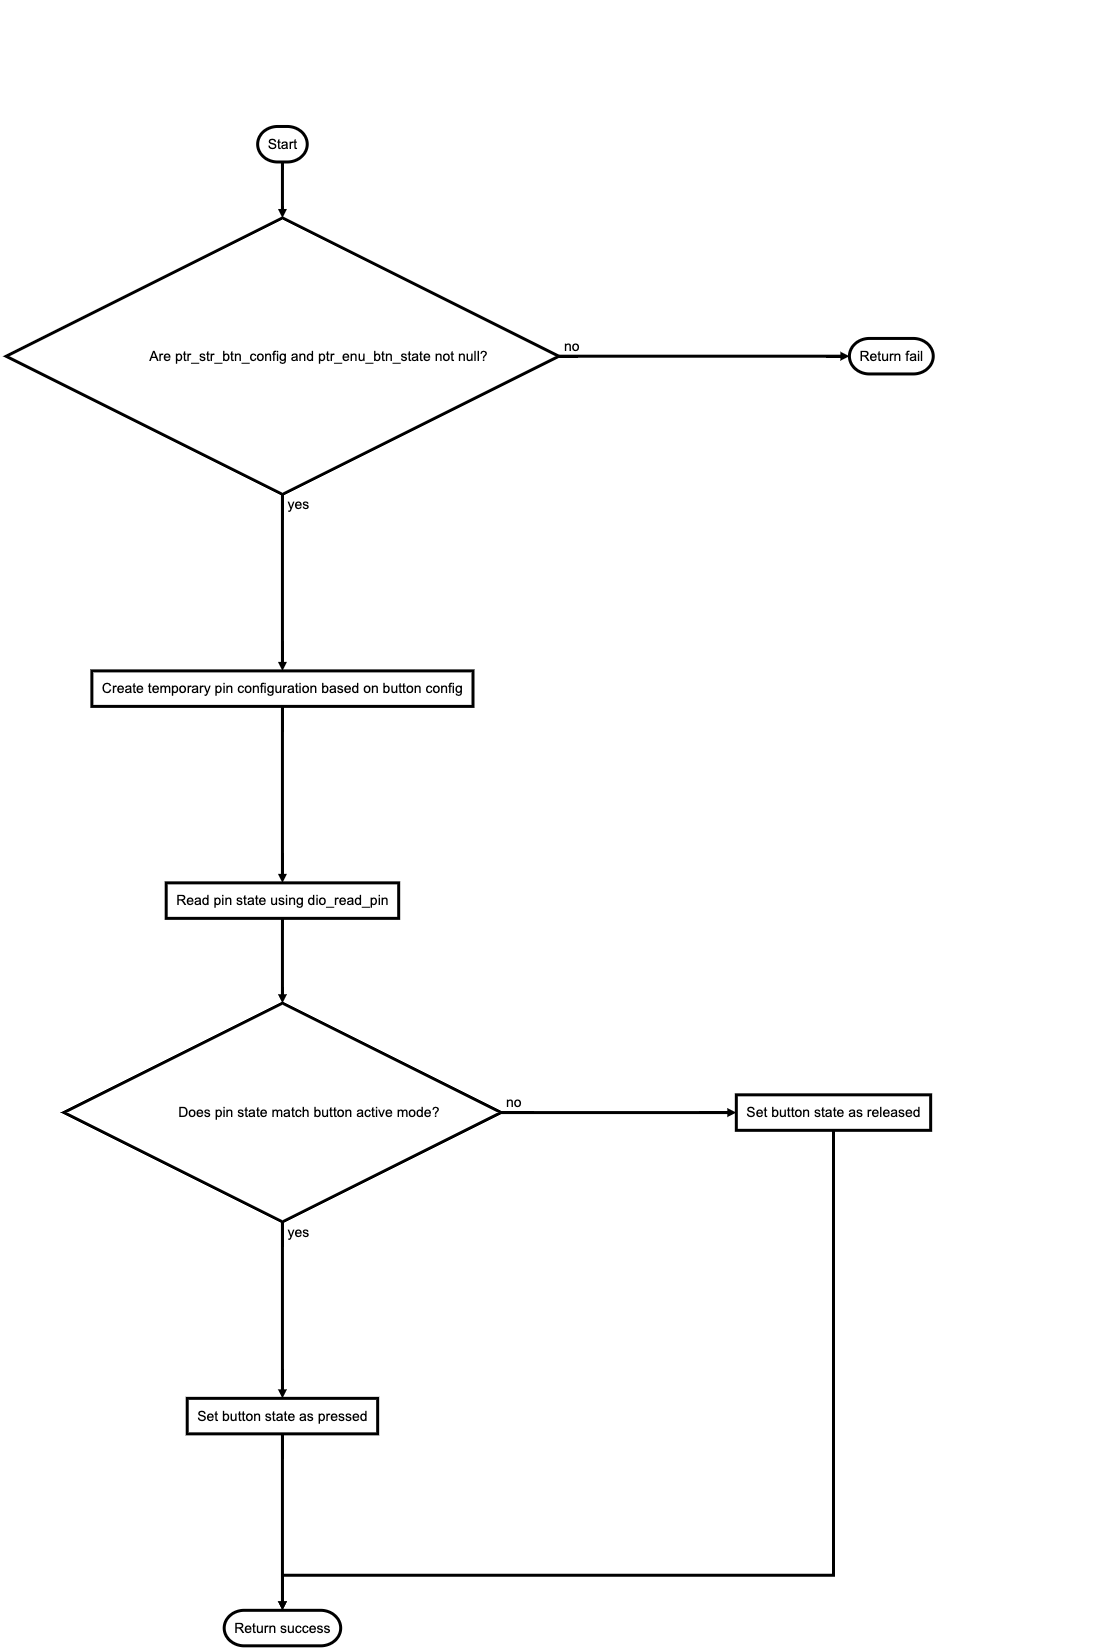 Start
Are ptr_str_btn_config and ptr_enu_btn_state not null?
no
Return fail
yes
Create temporary pin configuration based on button config
Read pin state using dio_read_pin
Does pin state match button active mode?
no
Set button state as released
yes
Set button state as pressed
Return success